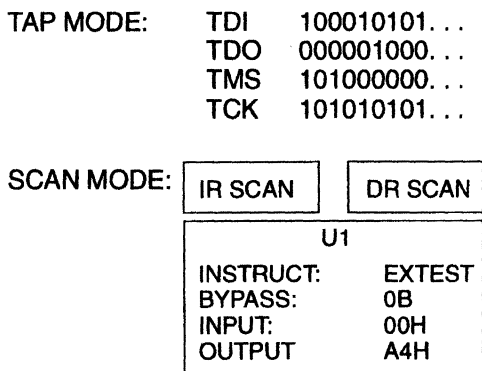 TAP MODE: TDI 100010101...
TDO 000001000...
TMS 101000000...
TCK 101010101...
SCAN MODE: IR SCAN DR SCAN
U1
INSTRUCT: EXTEST
BYPASS: 0B
INPUT: 00H
OUTPUT A4H